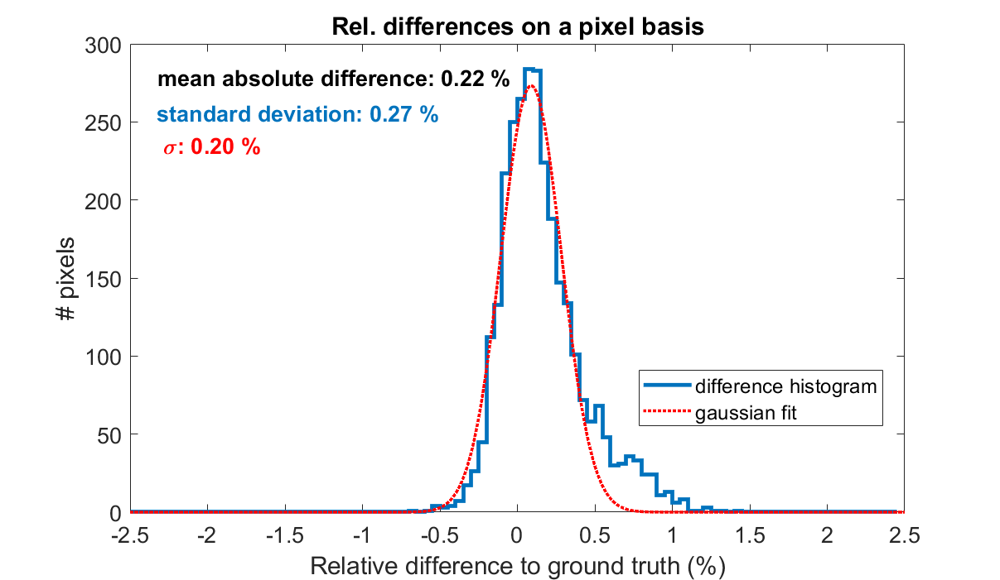 Rel. differences on a pixel basis
mean absolute difference: 0.22 %
standard deviation: 0.27 %
σ: 0.20 %
# pixels
300
250
200
150
100
50
0
difference histogram
gaussian fit
-2.5 -2 -1.5 -1 -0.5 0 0.5 1 1.5 2 2.5
Relative difference to ground truth (%)